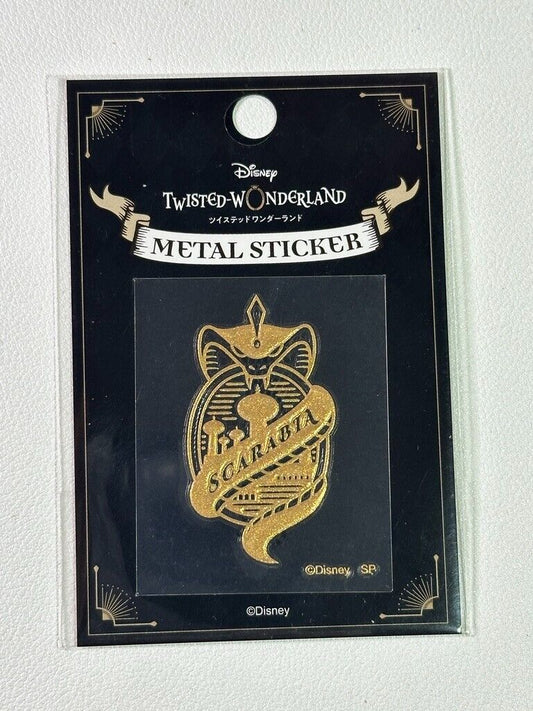 Disney
TWISTED-WONDERLAND
ツイステッドワンダーランド
METAL STICKER
SCARABIA
©Disney SP
©Disney